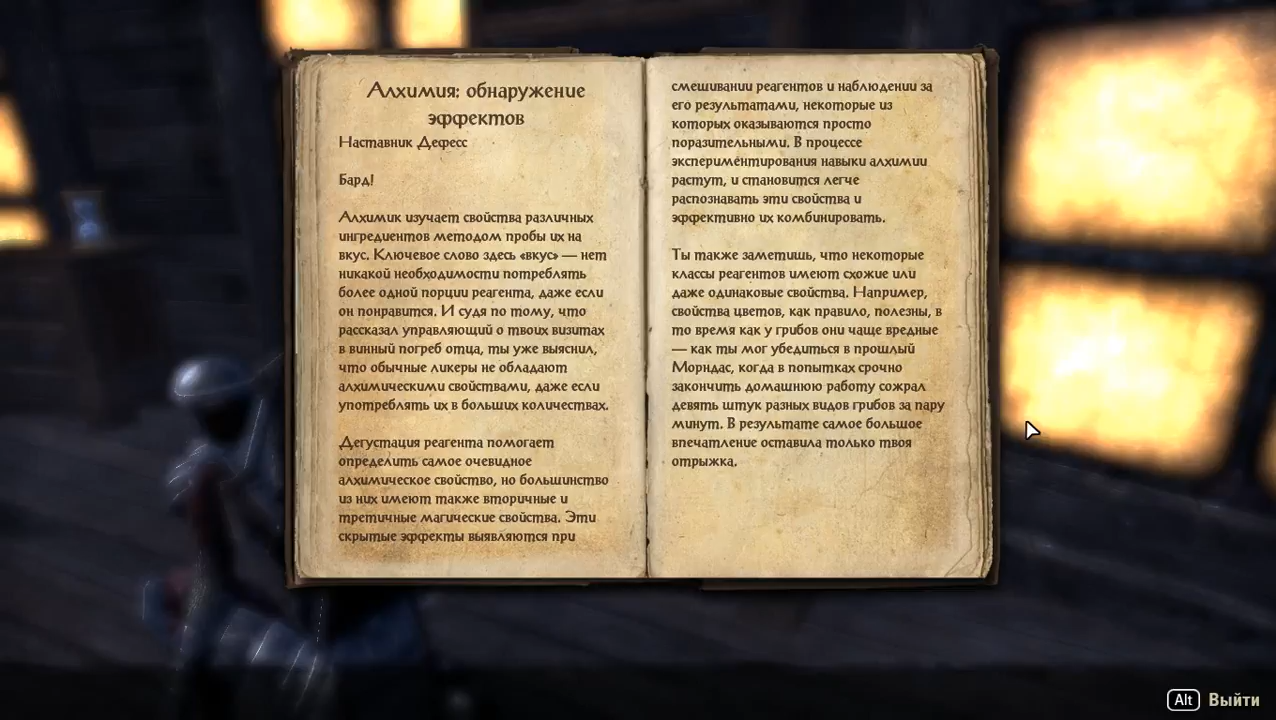 Алхимия: обнаружение
эффектов
Наставник Дефесс
Бард!
Алхимик изучает свойства различных
ингредиентов методом пробы их на
вкус. Ключевое слово здесь «вкус» — нет
никакой необходимости потреблять
более одной порции реагента, даже если
он понравится. И судя по тому, что
рассказал управляющий о твоих визитах
в винный погреб отца, ты уже выяснил,
что обычные ликеры не обладают
алхимическими свойствами, даже если
употреблять их в больших количествах.
Дегустация реагента помогает
определить самое очевидное
алхимическое свойство, но большинство
из них имеют также вторичные и
третичные магические свойства. Эти
скрытые эффекты выявляются при
смешивании реагентов и наблюдении за
его результатами, некоторые из
которых оказываются просто
поразительными. В процессе
экспериментирования навыки алхимии
растут, и становится легче
распознавать эти свойства и
эффективно их комбинировать.
Ты также заметишь, что некоторые
классы реагентов имеют схожие или
даже одинаковые свойства. Например,
свойства цветов, как правило, полезны, в
то время как у грибов они чаще вредные
— как ты мог убедиться в прошлый
Морндас, когда в попытках срочно
закончить домашнюю работу сожрал
девять штук разных видов грибов за пару
минут. В результате самое большое
впечатление оставила только твоя
отрыжка.
Alt Выйти